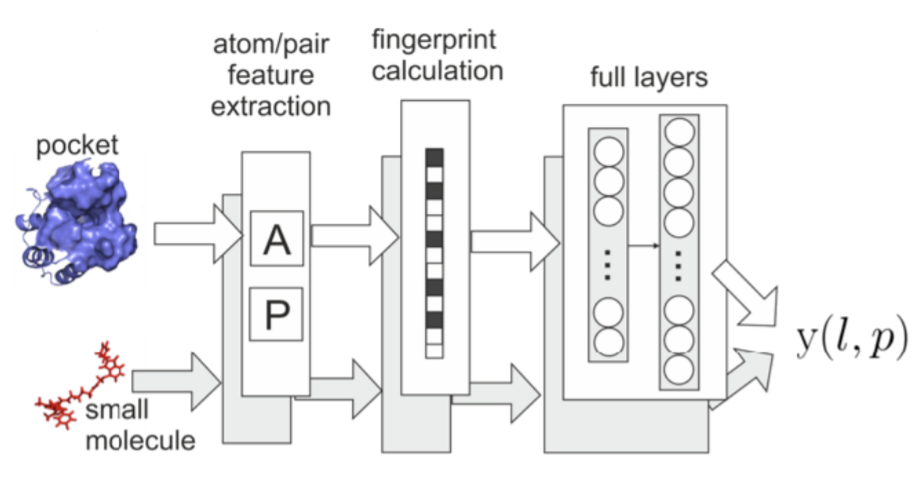 atom/pair
feature
extraction
fingerprint
calculation
full layers
pocket
A
P
small
molecule
y(l, p)